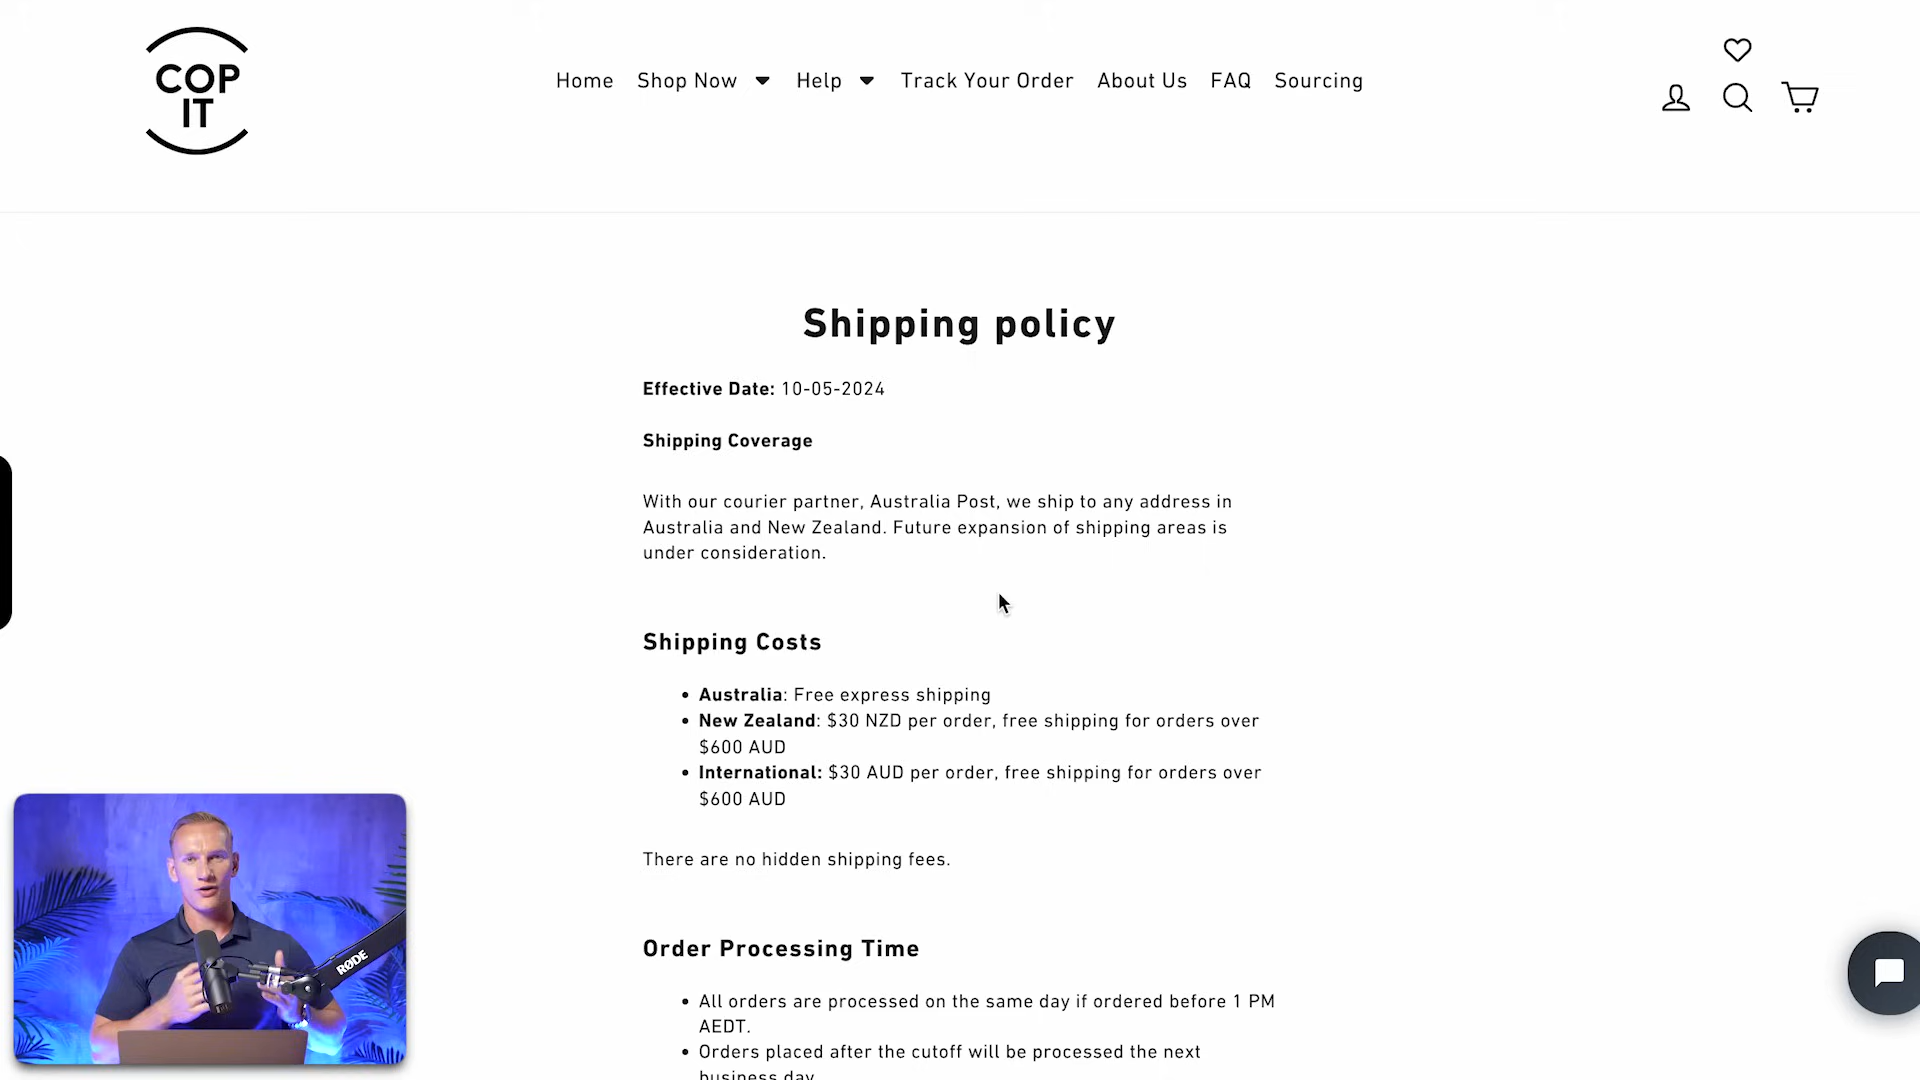 COP
IT
Home Shop Now Help Track Your Order About Us FAQ Sourcing
Shipping policy
Effective Date: 10-05-2024
Shipping Coverage
With our courier partner, Australia Post, we ship to any address in
Australia and New Zealand. Future expansion of shipping areas is
under consideration.
Shipping Costs
• Australia: Free express shipping
• New Zealand: $30 NZD per order, free shipping for orders over
$600 AUD
• International: $30 AUD per order, free shipping for orders over
$600 AUD
There are no hidden shipping fees.
Order Processing Time
• All orders are processed on the same day if ordered before 1 PM
AEDT.
• Orders placed after the cutoff will be processed the next
business day
RØDE